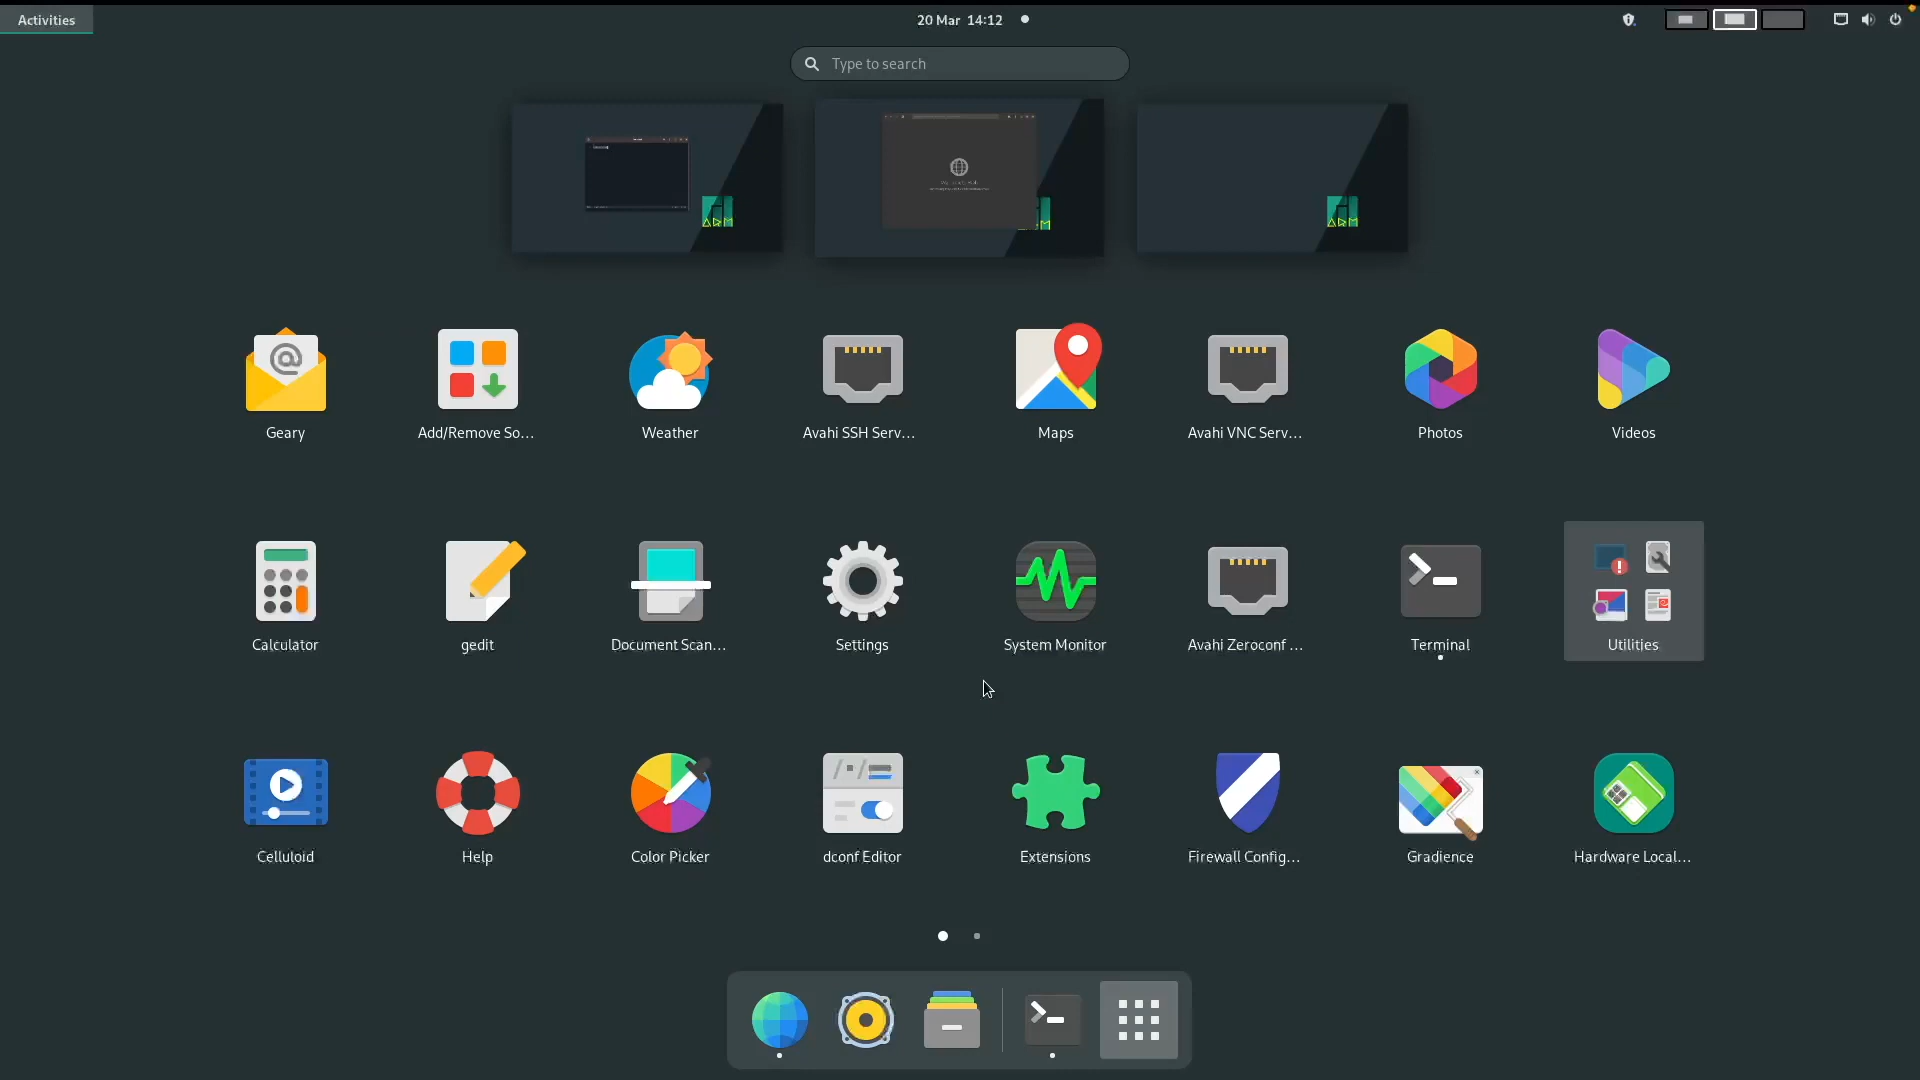 Activities
20 Mar 14:12
Type to search
Geary
Add/Remove So...
Weather
Avahi SSH Serv...
Maps
Avahi VNC Serv...
Photos
Videos
Calculator
gedit
Document Scan...
Settings
System Monitor
Avahi Zeroconf ...
Terminal
Utilities
Celluloid
Help
Color Picker
dconf Editor
Extensions
Firewall Config...
Gradience
Hardware Local...